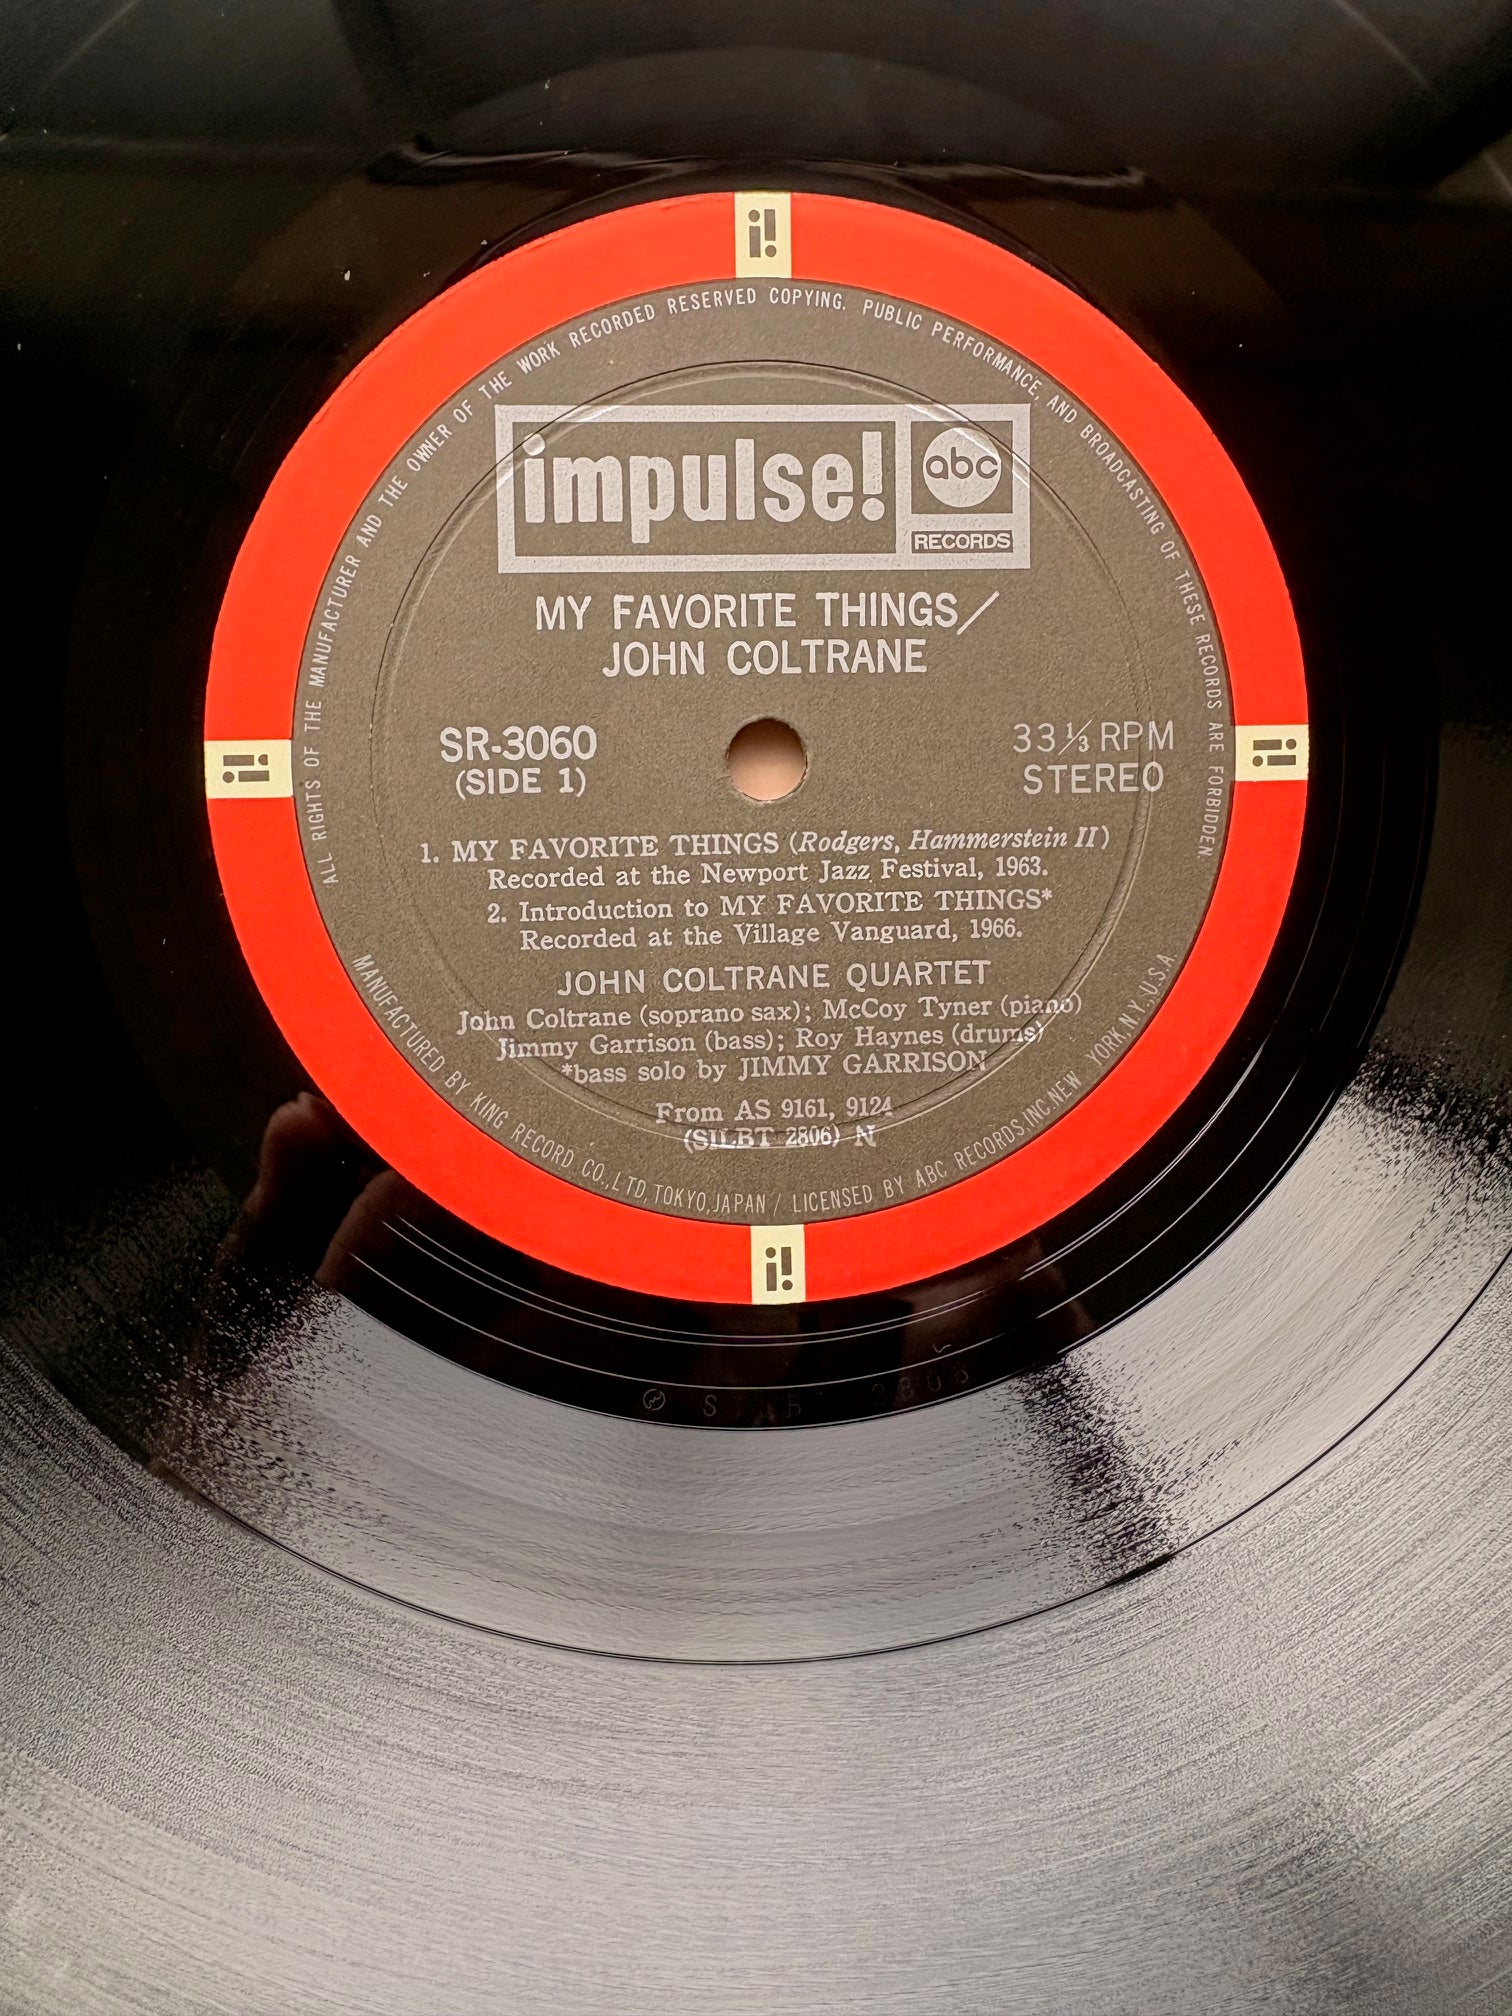 i!
ALL RIGHTS OF THE MANUFACTURER AND THE OWNER OF THE WORK RECORDED RESERVED COPYING. PUBLIC PERFORMANCE, AND BROADCASTING OF THESE RECORDS ARE FORBIDDEN.
impulse!
abc
RECORDS
MY FAVORITE THINGS/
JOHN COLTRANE
SR-3060
(SIDE 1)
33 1/3 RPM
STEREO
i!
i!
1. MY FAVORITE THINGS (Rodgers, Hammerstein II)
Recorded at the Newport Jazz Festival, 1963.
2. Introduction to MY FAVORITE THINGS*
Recorded at the Village Vanguard, 1966.
JOHN COLTRANE QUARTET
John Coltrane (soprano sax); McCoy Tyner (piano)
Jimmy Garrison (bass); Roy Haynes (drums)
*bass solo by JIMMY GARRISON
From AS 9161, 9124
(SILBT 2806) N
MANUFACTURED BY KING RECORD CO., LTD, TOKYO, JAPAN / LICENSED BY ABC RECORDS, INC. NEW YORK, N.Y., U.S.A.
i!